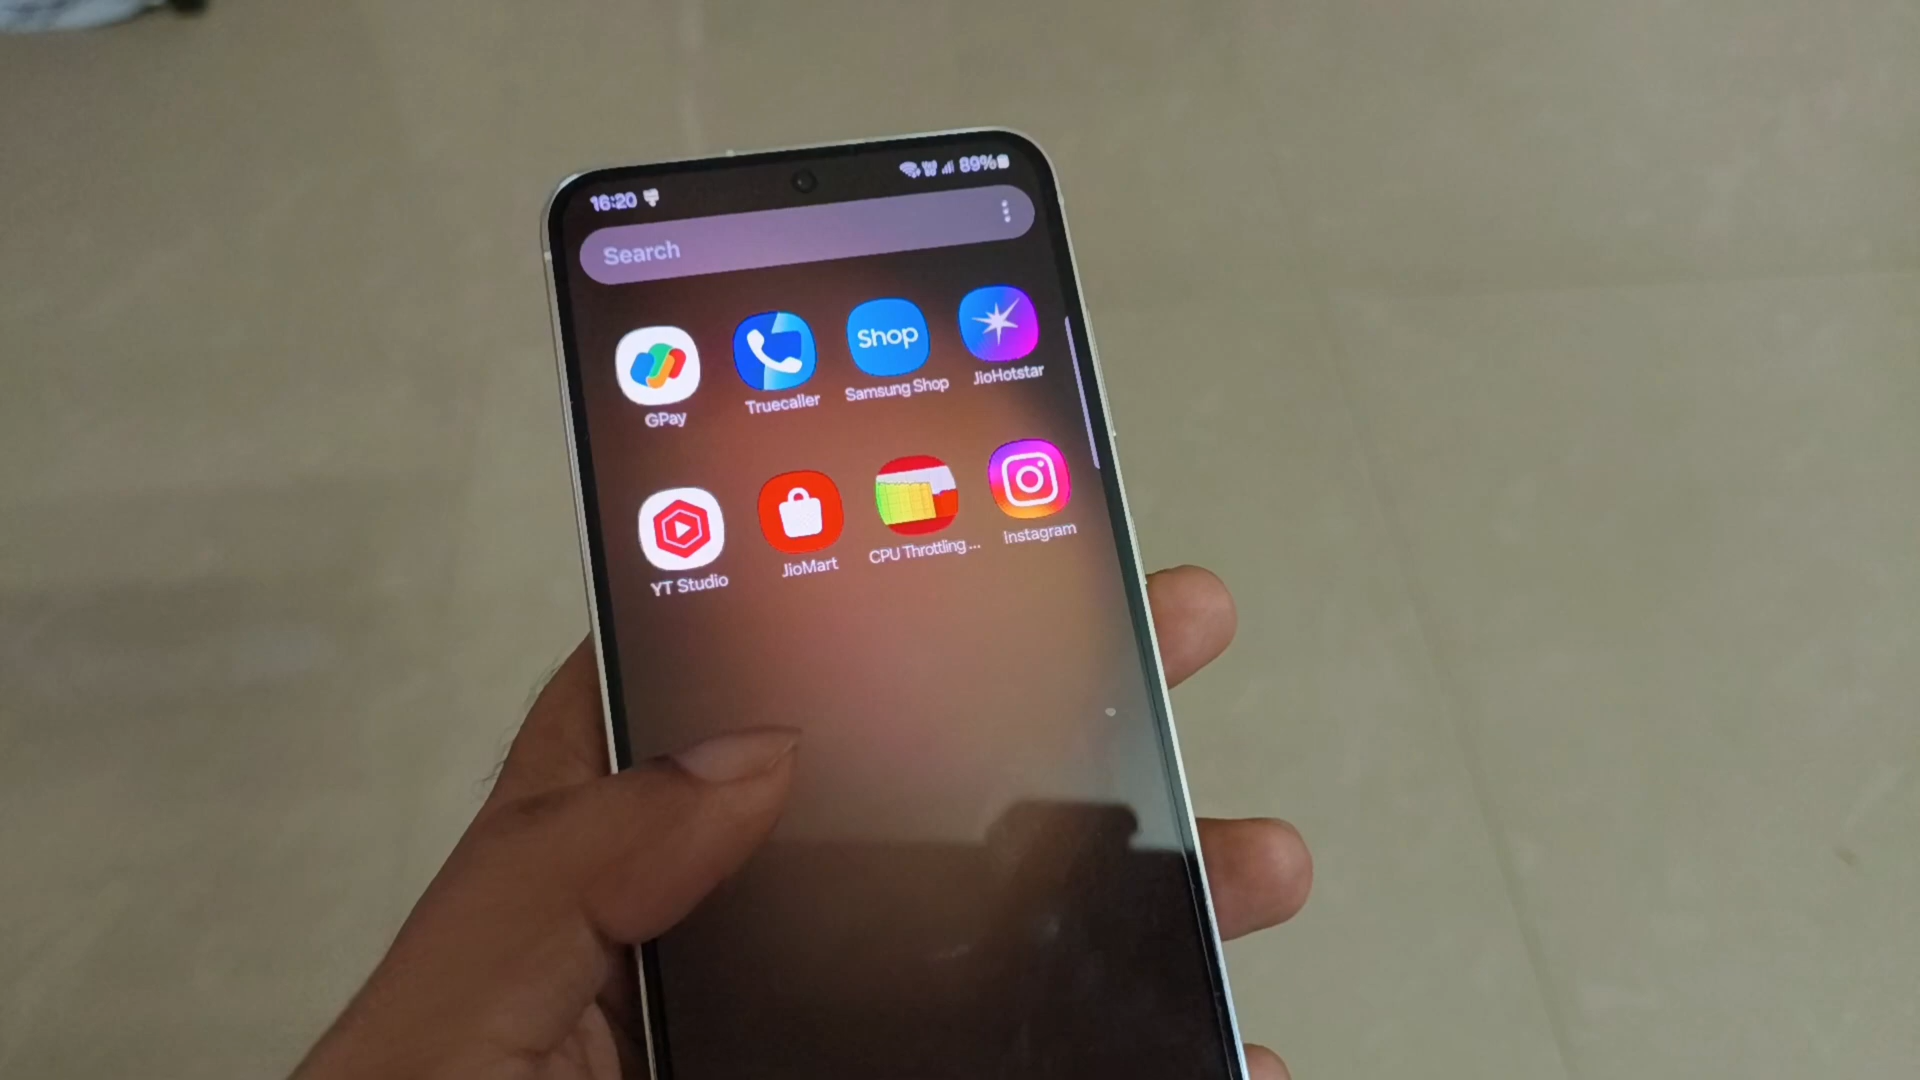 16:20
89%
Search
Shop
GPay
Truecaller
Samsung Shop
JioHotstar
YT Studio
JioMart
CPU Throttling ...
Instagram